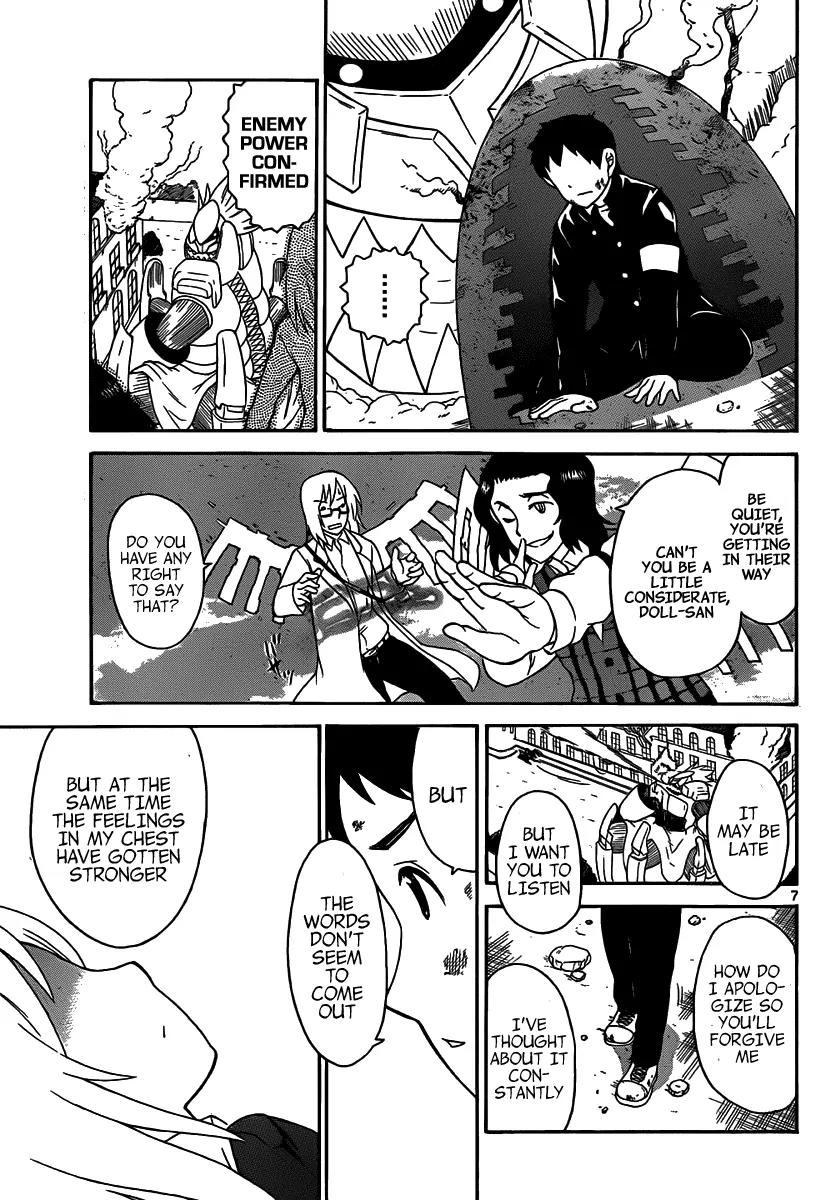 ......
ENEMY
POWER
CON-
FIRMED
BE
QUIET,
YOU'RE
GETTING
IN THEIR
WAY
CAN'T
YOU BE A
LITTLE
CONSIDERATE,
DOLL-SAN
DO YOU
HAVE ANY
RIGHT
TO SAY
THAT?
IT
MAY BE
LATE
BUT
I WANT
YOU TO
LISTEN
7
HOW DO
I APOLO-
GIZE SO
YOU'LL
FORGIVE
ME
I'VE
THOUGHT
ABOUT IT
CON-
STANTLY
BUT
THE
WORDS
DON'T
SEEM
TO
COME
OUT
BUT AT THE
SAME TIME
THE FEELINGS
IN MY CHEST
HAVE GOTTEN
STRONGER